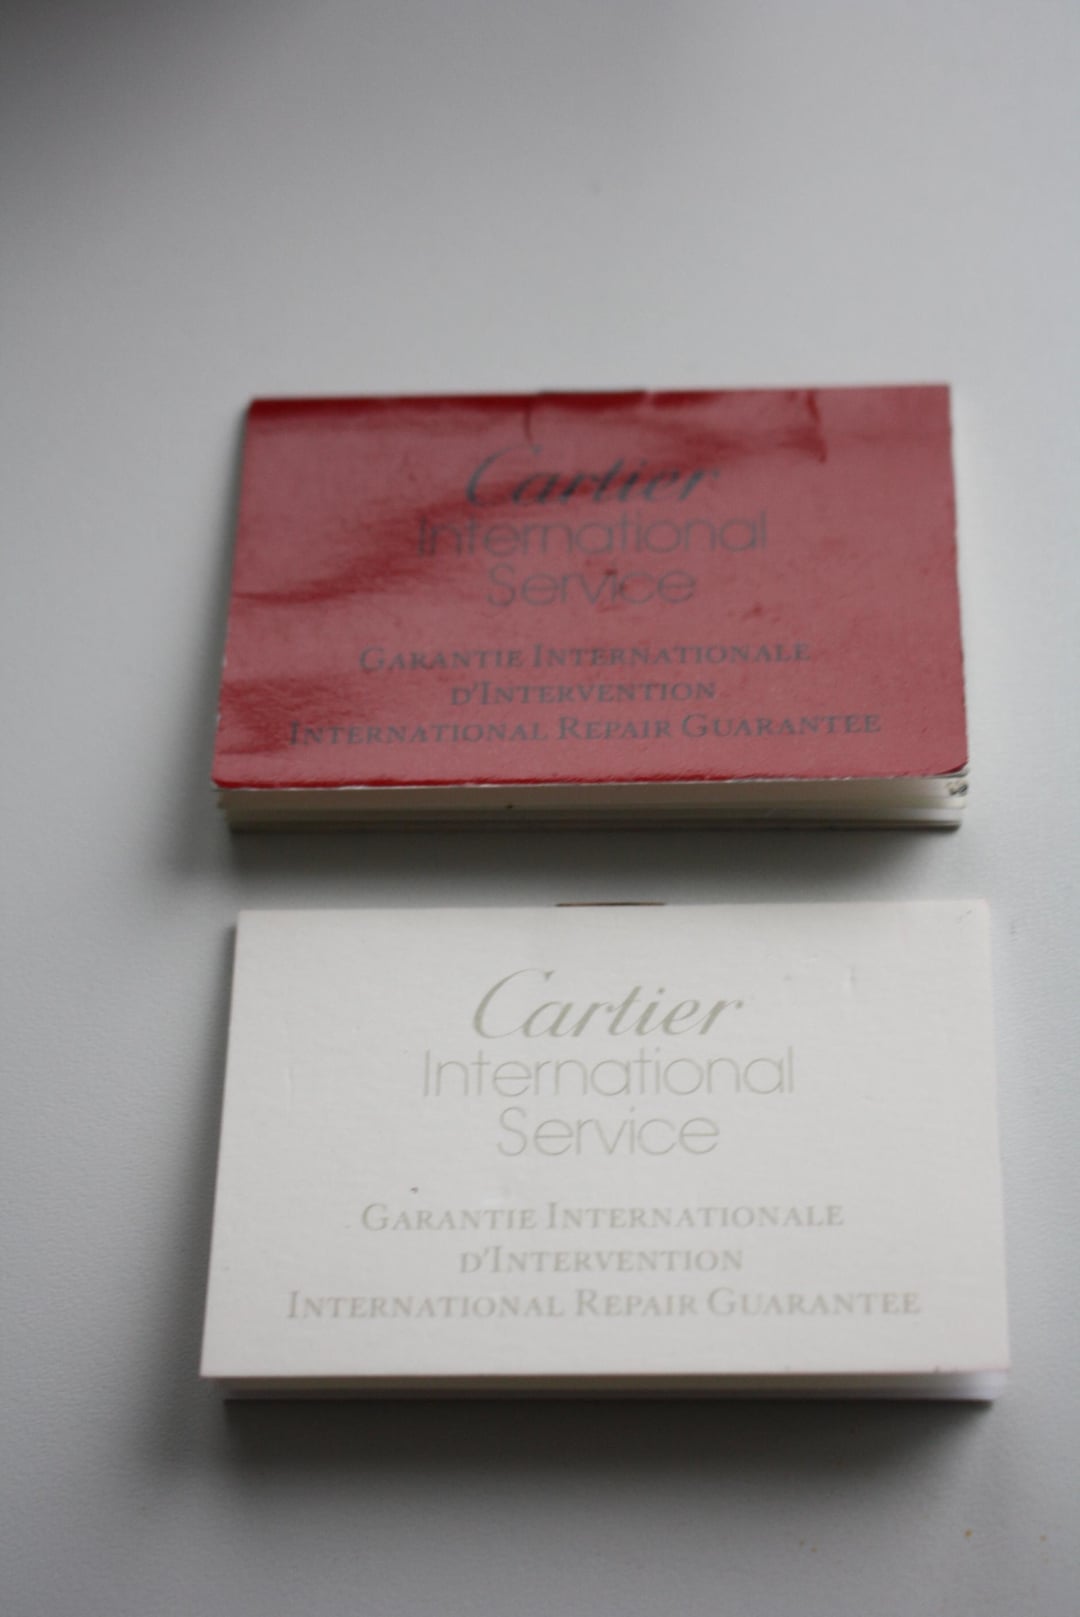 Cartier
International
Service
GARANTIE INTERNATIONALE
D'INTERVENTION
INTERNATIONAL REPAIR GUARANTEE
Cartier
International
Service
GARANTIE INTERNATIONALE
D'INTERVENTION
INTERNATIONAL REPAIR GUARANTEE